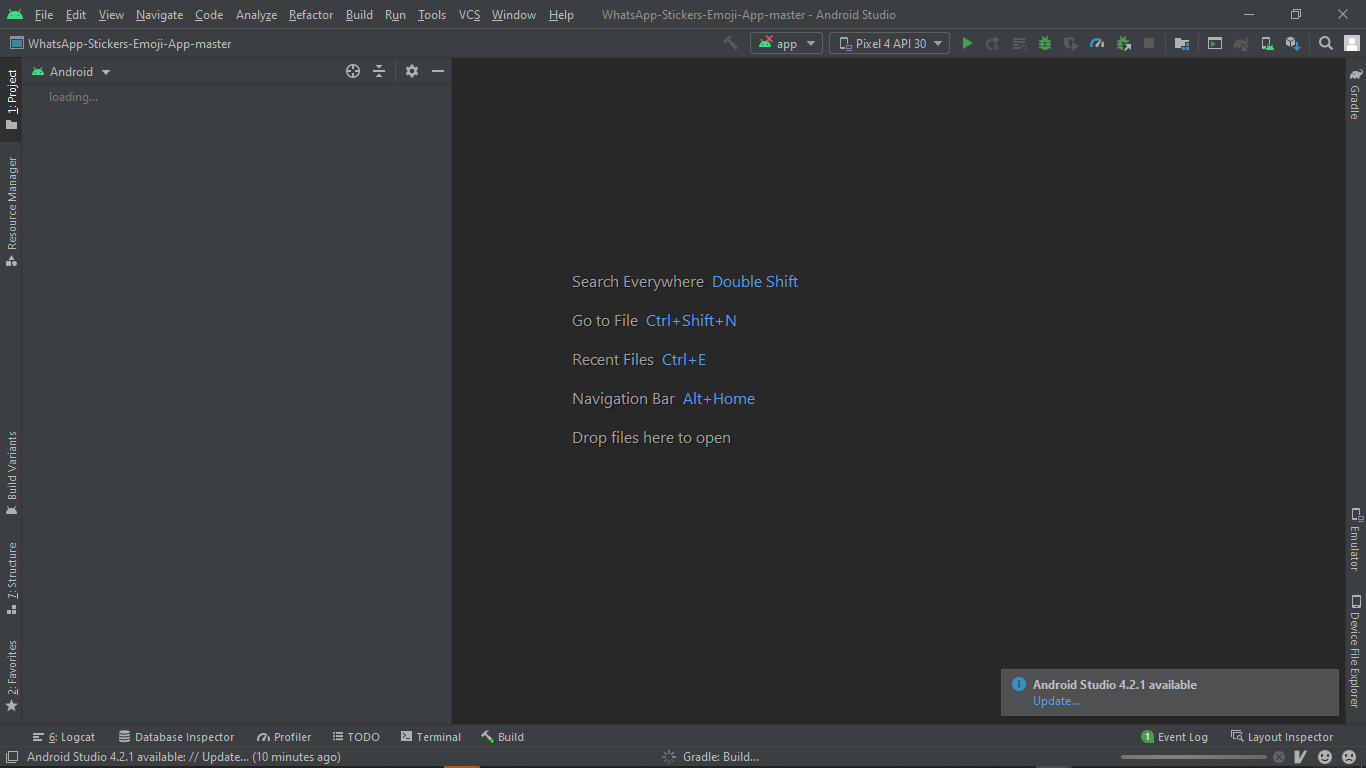 File Edit View Navigate Code Analyze Refactor Build Run Tools VCS Window Help WhatsApp-Stickers-Emoji-App-master - Android Studio
WhatsApp-Stickers-Emoji-App-master app Pixel 4 API 30
Android
loading...
1: Project
Resource Manager
Build Variants
7: Structure
2: Favorites
Search Everywhere Double Shift
Go to File Ctrl+Shift+N
Recent Files Ctrl+E
Navigation Bar Alt+Home
Drop files here to open
Gradle
Emulator
Device File Explorer
Android Studio 4.2.1 available
Update...
6: Logcat Database Inspector Profiler TODO Terminal Build 1 Event Log Layout Inspector
Android Studio 4.2.1 available: // Update... (10 minutes ago) Gradle: Build...